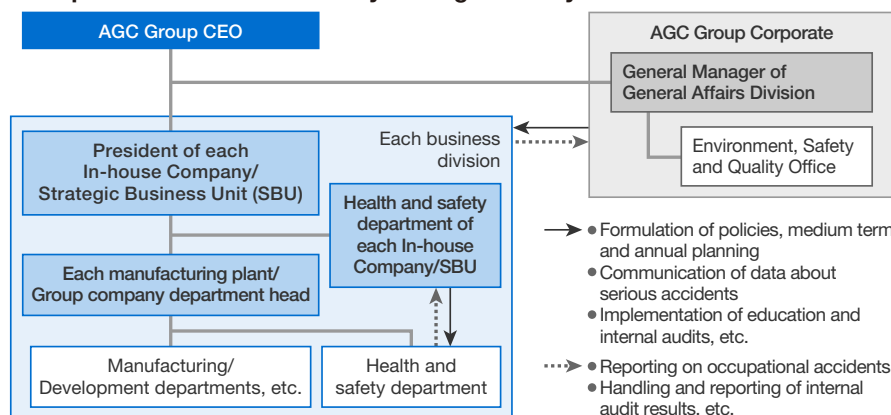 AGC Group CEO
AGC Group Corporate
General Manager of
General Affairs Division
Environment, Safety
and Quality Office
Each business
division
President of each
In-house Company/
Strategic Business Unit (SBU)
Health and safety
department of
each In-house
Company/SBU
Each manufacturing plant/
Group company department head
Manufacturing/
Development departments, etc.
Health and
safety department
● Formulation of policies, medium term
and annual planning
● Communication of data about
serious accidents
● Implementation of education and
internal audits, etc.
● Reporting on occupational accidents
● Handling and reporting of internal
audit results, etc.